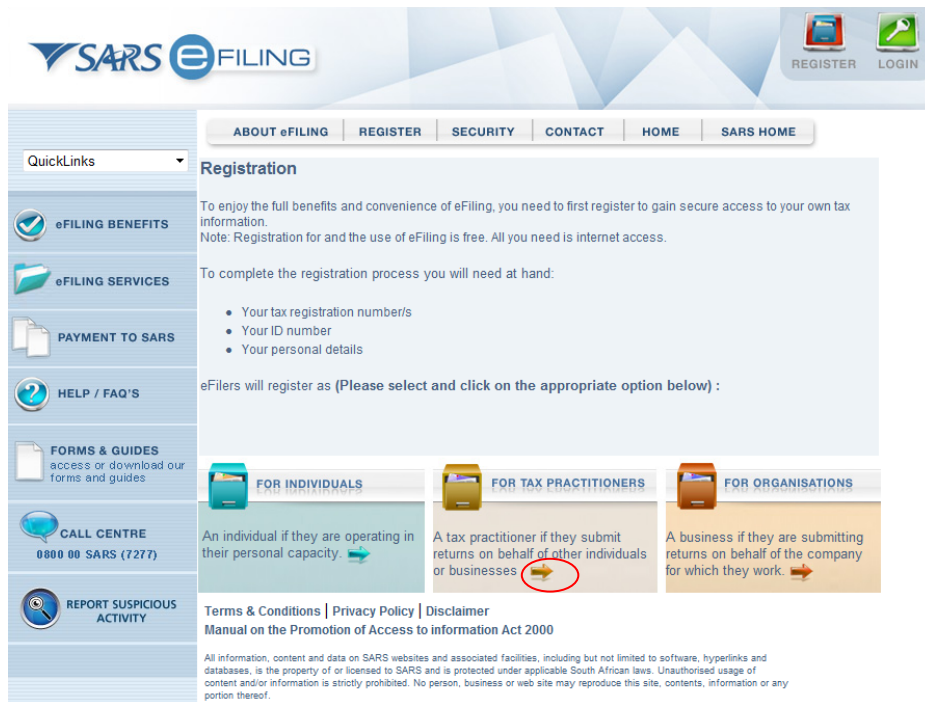 SARS eFILING
REGISTER
LOGIN
ABOUT eFILING
REGISTER
SECURITY
CONTACT
HOME
SARS HOME
QuickLinks
eFILING BENEFITS
eFILING SERVICES
PAYMENT TO SARS
HELP / FAQ'S
FORMS & GUIDES
access or download our
forms and guides
CALL CENTRE
0800 00 SARS (7277)
REPORT SUSPICIOUS
ACTIVITY
Registration
To enjoy the full benefits and convenience of eFiling, you need to first register to gain secure access to your own tax
information.
Note: Registration for and the use of eFiling is free. All you need is internet access.
To complete the registration process you will need at hand:
Your tax registration number/s
Your ID number
Your personal details
eFilers will register as (Please select and click on the appropriate option below) :
FOR INDIVIDUALS
An individual if they are operating in
their personal capacity.
FOR TAX PRACTITIONERS
A tax practitioner if they submit
returns on behalf of other individuals
or businesses
FOR ORGANISATIONS
A business if they are submitting
returns on behalf of the company
for which they work.
Terms & Conditions | Privacy Policy | Disclaimer
Manual on the Promotion of Access to information Act 2000
All information, content and data on SARS websites and associated facilities, including but not limited to software, hyperlinks and
databases, is the property of or licensed to SARS and is protected under applicable South African laws. Unauthorised usage of
content and/or information is strictly prohibited. No person, business or web site may reproduce this site, contents, information or any
portion thereof.